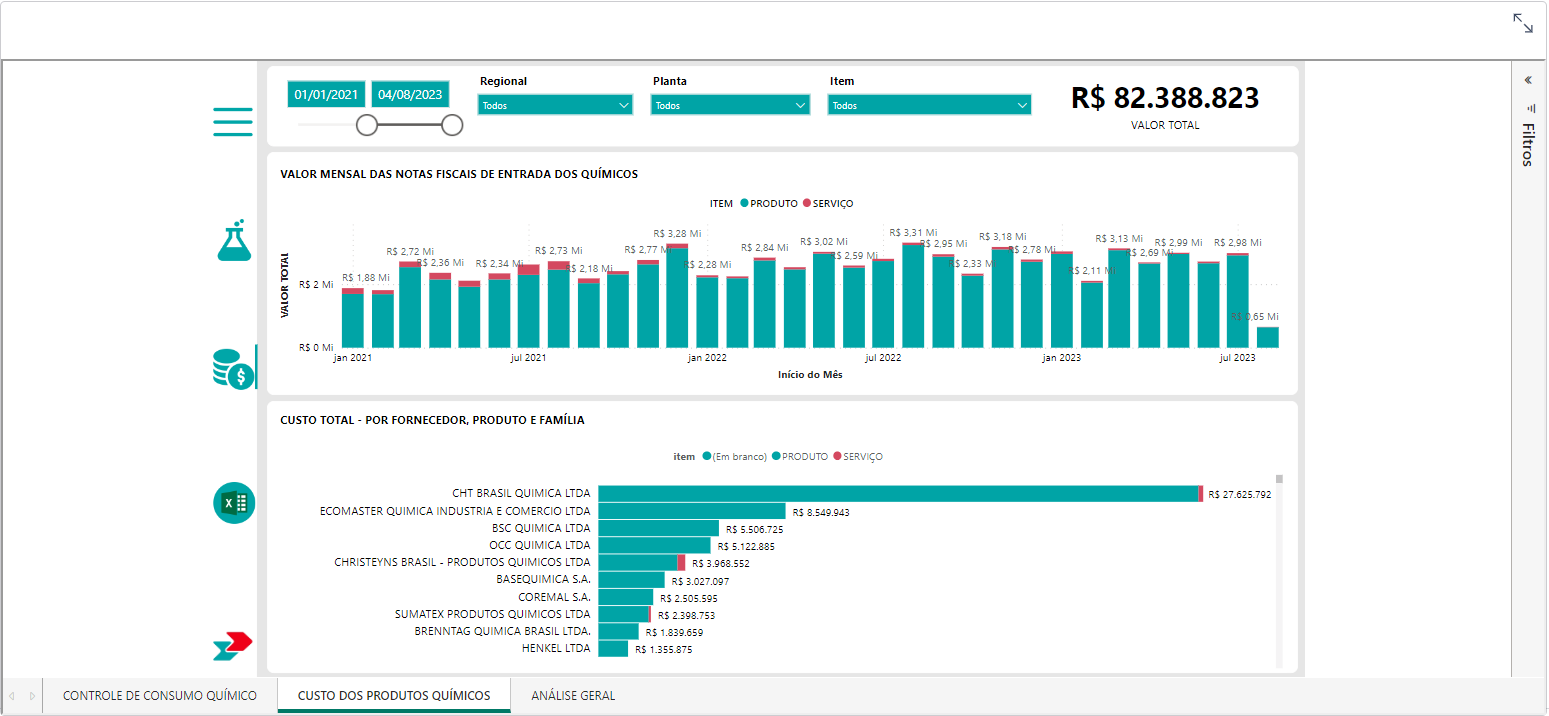 01/01/2021 04/08/2023
Regional
Todos
Planta
Todos
Item
Todos
R$ 82.388.823
VALOR TOTAL
Filtros
VALOR MENSAL DAS NOTAS FISCAIS DE ENTRADA DOS QUÍMICOS
ITEM PRODUTO SERVIÇO
VALOR TOTAL
R$ 2 Mi
R$ 0 Mi
R$ 1,88 Mi
R$ 2,72 Mi
R$ 2,36 Mi
R$ 2,34 Mi
R$ 2,73 Mi
R$ 2,18 Mi
R$ 2,77 Mi
R$ 3,28 Mi
R$ 2,28 Mi
R$ 2,84 Mi
R$ 3,02 Mi
R$ 2,59 Mi
R$ 3,31 Mi
R$ 2,95 Mi
R$ 2,33 Mi
R$ 3,18 Mi
R$ 2,78 Mi
R$ 2,11 Mi
R$ 3,13 Mi
R$ 2,69 Mi
R$ 2,99 Mi
R$ 2,98 Mi
R$ 0,65 Mi
jan 2021 jul 2021 jan 2022 jul 2022 jan 2023 jul 2023
Início do Mês
CUSTO TOTAL - POR FORNECEDOR, PRODUTO E FAMÍLIA
item (Em branco) PRODUTO SERVIÇO
CHT BRASIL QUIMICA LTDA R$ 27.625.792
ECOMASTER QUIMICA INDUSTRIA E COMERCIO LTDA R$ 8.549.943
BSC QUIMICA LTDA R$ 5.506.725
OCC QUIMICA LTDA R$ 5.122.885
CHRISTEYNS BRASIL - PRODUTOS QUIMICOS LTDA R$ 3.968.552
BASEQUIMICA S.A. R$ 3.027.097
COREMAL S.A. R$ 2.505.595
SUMATEX PRODUTOS QUIMICOS LTDA R$ 2.398.753
BRENNTAG QUIMICA BRASIL LTDA. R$ 1.839.659
HENKEL LTDA R$ 1.355.875
CONTROLE DE CONSUMO QUÍMICO CUSTO DOS PRODUTOS QUÍMICOS ANÁLISE GERAL